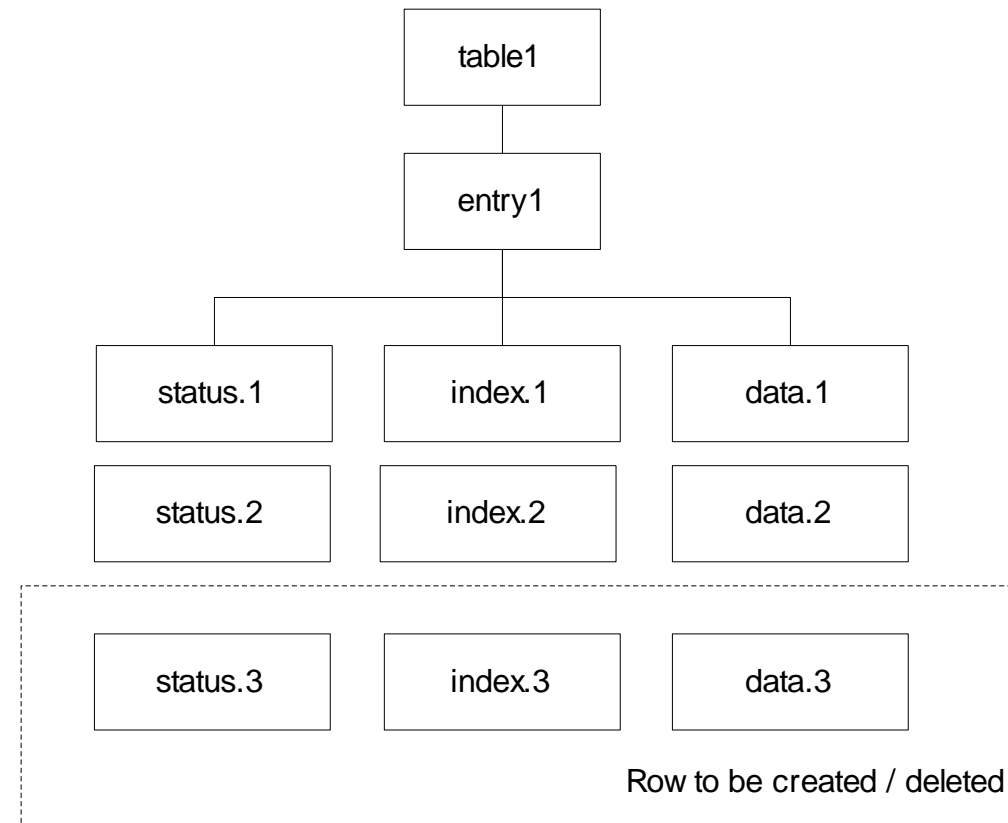 table1
entry1
status.1 index.1 data.1
status.2 index.2 data.2
status.3 index.3 data.3
Row to be created / deleted